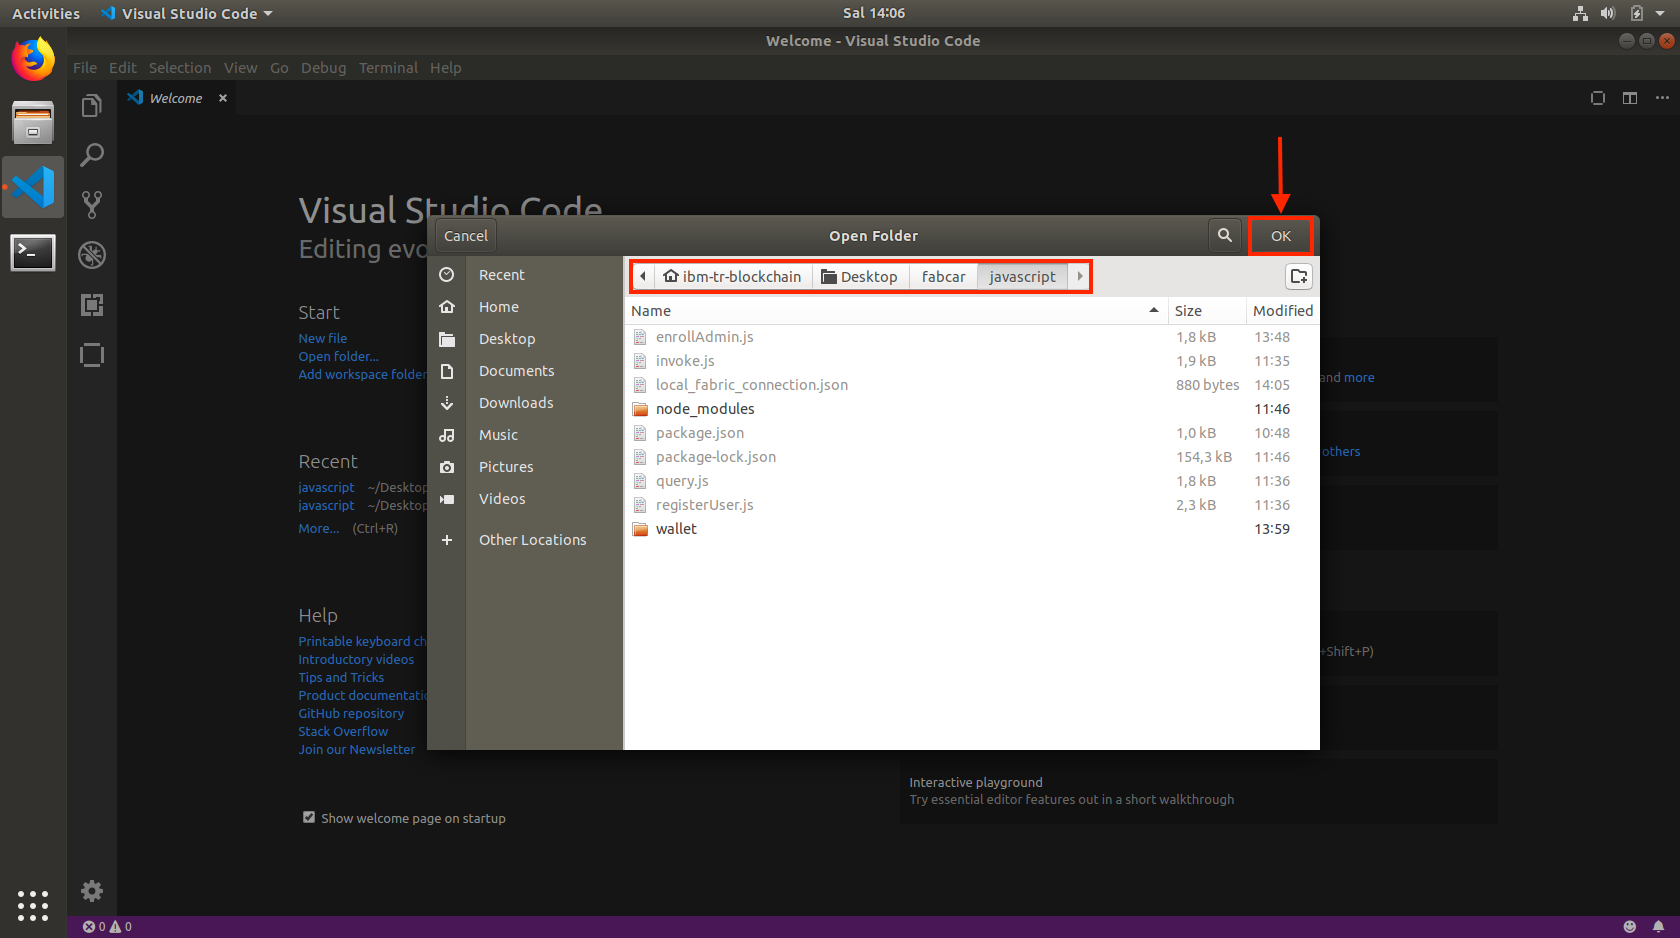 Activities Visual Studio Code Sal 14:06
Welcome - Visual Studio Code
File Edit Selection View Go Debug Terminal Help
Welcome
Visual Studio Code
Editing evo
Start
New file
Open folder...
Add workspace folder
Recent
javascript ~/Desktop
javascript ~/Desktop
More... (Ctrl+R)
Help
Printable keyboard ch
Introductory videos
Tips and Tricks
Product documentatio
GitHub repository
Stack Overflow
Join our Newsletter
Show welcome page on startup
Cancel Open Folder OK
Recent
Home
Desktop
Documents
Downloads
Music
Pictures
Videos
Other Locations
ibm-tr-blockchain Desktop fabcar javascript
Name Size Modified
enrollAdmin.js 1,8 kB 13:48
invoke.js 1,9 kB 11:35
local_fabric_connection.json 880 bytes 14:05
node_modules 11:46
package.json 1,0 kB 10:48
package-lock.json 154,3 kB 11:46
query.js 1,8 kB 11:36
registerUser.js 2,3 kB 11:36
wallet 13:59
and more
others
+Shift+P)
Interactive playground
Try essential editor features out in a short walkthrough
0 0